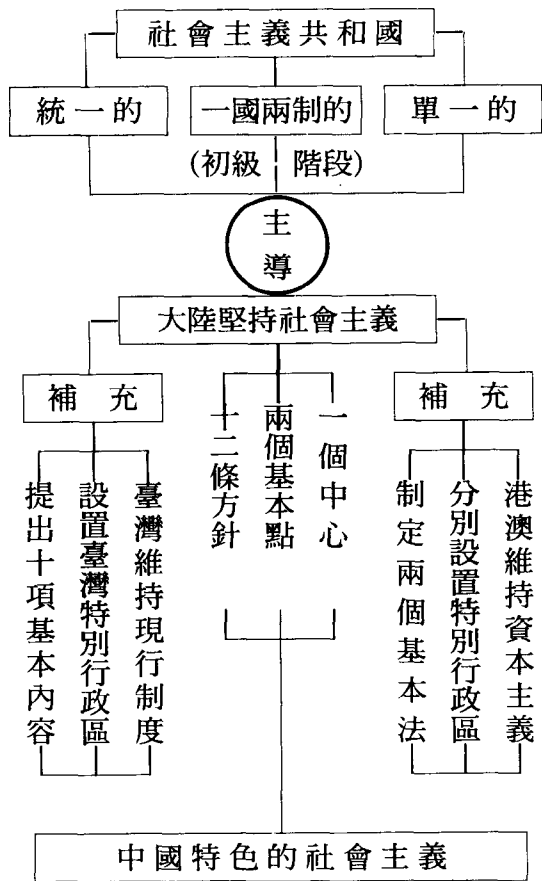 社會主義共和國
統一的
一國兩制的
單一的
(初級階段)
主
導
大陸堅持社會主義
補充
補充
港澳維持資本主義
分別設置特別行政區
制定兩個基本法
一個中心
兩個基本點
十二條方針
臺灣維持現行制度
設置臺灣特別行政區
提出十項基本內容
中國特色的社會主義